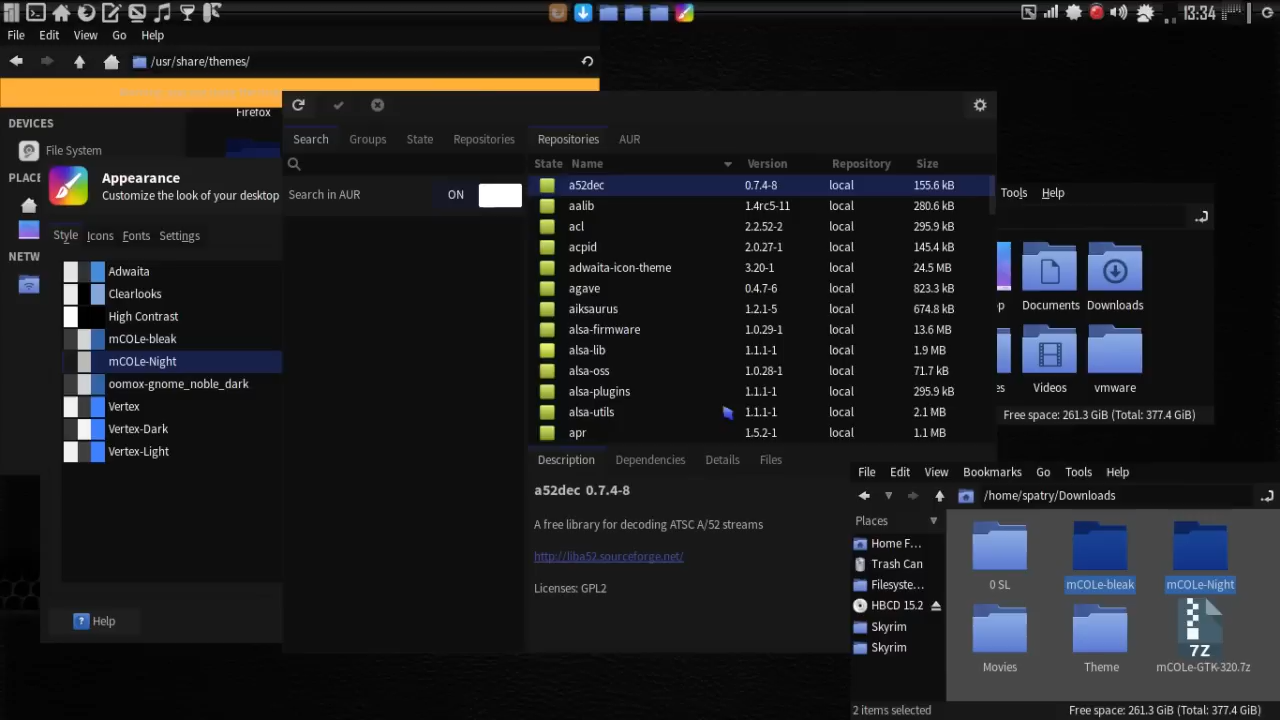 13:34
File Edit View Go Help
/usr/share/themes/
Firefox
DEVICES
File System
PLACE
NETW
Appearance
Customize the look of your desktop
Style Icons Fonts Settings
Adwaita
Clearlooks
High Contrast
mCOLe-bleak
mCOLe-Night
oomox-gnome_noble_dark
Vertex
Vertex-Dark
Vertex-Light
Help
Search Groups State Repositories
Search in AUR ON
Repositories AUR
State Name Version Repository Size
a52dec 0.7.4-8 local 155.6 kB
aalib 1.4rc5-11 local 280.6 kB
acl 2.2.52-2 local 295.9 kB
acpid 2.0.27-1 local 145.4 kB
adwaita-icon-theme 3.20-1 local 24.5 MB
agave 0.4.7-6 local 823.3 kB
aiksaurus 1.2.1-5 local 674.8 kB
alsa-firmware 1.0.29-1 local 13.6 MB
alsa-lib 1.1.1-1 local 1.9 MB
alsa-oss 1.0.28-1 local 71.7 kB
alsa-plugins 1.1.1-1 local 295.9 kB
alsa-utils 1.1.1-1 local 2.1 MB
apr 1.5.2-1 local 1.1 MB
Description Dependencies Details Files
a52dec 0.7.4-8
A free library for decoding ATSC A/52 streams
http://liba52.sourceforge.net/
Licenses: GPL2
Tools Help
op Documents Downloads
es Videos vmware
Free space: 261.3 GiB (Total: 377.4 GiB)
File Edit View Bookmarks Go Tools Help
/home/spatry/Downloads
Places
Home F...
Trash Can
Filesyste...
HBCD 15.2
Skyrim
Skyrim
0 SL mCOLe-bleak mCOLe-Night
7Z
Movies Theme mCOLe-GTK-320.7z
2 items selected Free space: 261.3 GiB (Total: 377.4 GiB)